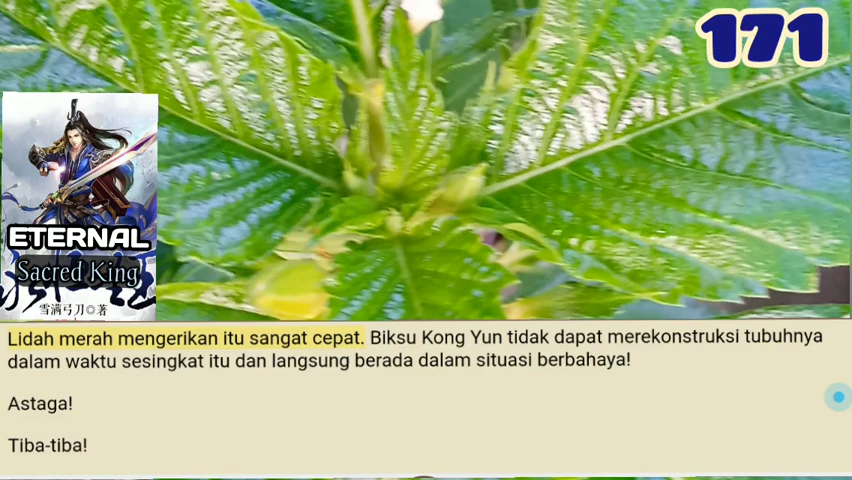 171
ETERNAL
Sacred King
雪满弓刀◎著
Lidah merah mengerikan itu sangat cepat. Biksu Kong Yun tidak dapat merekonstruksi tubuhnya
dalam waktu sesingkat itu dan langsung berada dalam situasi berbahaya!
Astaga!
Tiba-tiba!